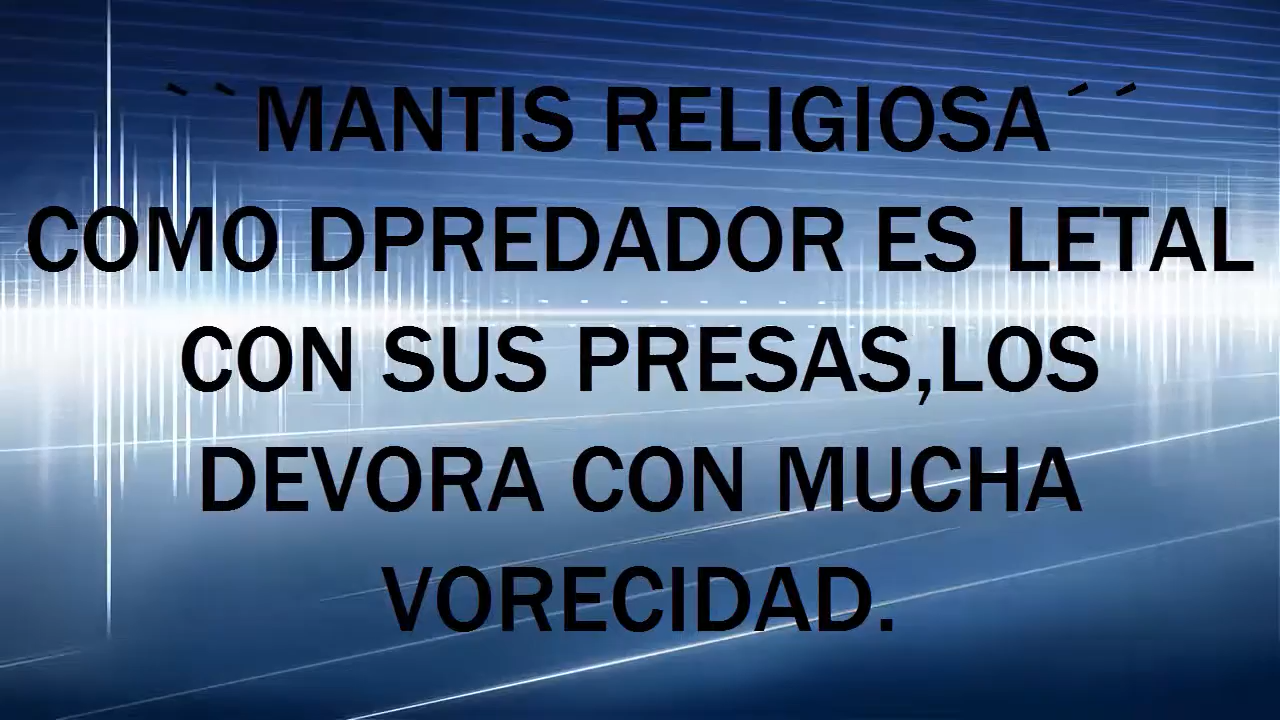 ``MANTIS RELIGIOSA´´
COMO DPREDADOR ES LETAL
CON SUS PRESAS,LOS
DEVORA CON MUCHA
VORECIDAD.